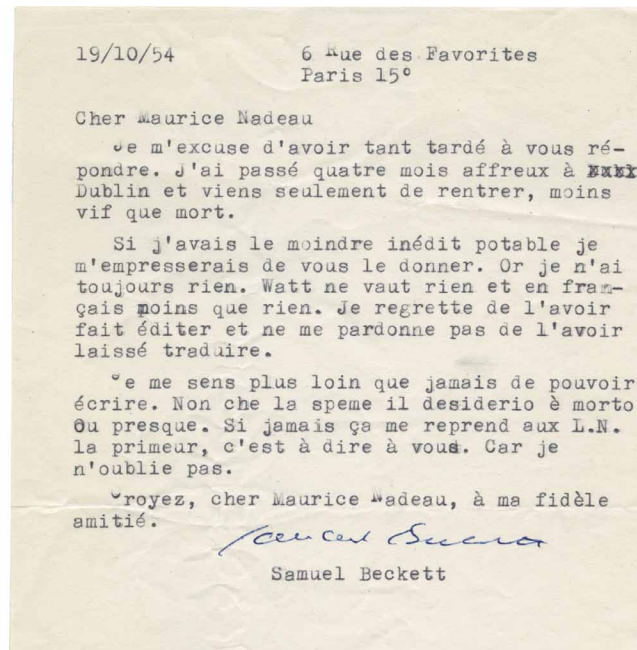 19/10/54 6 Rue des Favorites
Paris 15°
Cher Maurice Nadeau
Je m'excuse d'avoir tant tardé à vous ré-
pondre. J'ai passé quatre mois affreux à
Dublin et viens seulement de rentrer, moins
vif que mort.
Si j'avais le moindre inédit potable je
m'empresserais de vous le donner. Or je n'ai
toujours rien. Watt ne vaut rien et en fran-
çais moins que rien. Je regrette de l'avoir
fait éditer et ne me pardonne pas de l'avoir
laissé traduire.
Je me sens plus loin que jamais de pouvoir
écrire. Non che la speme il desiderio è morto
Ou presque. Si jamais ça me reprend aux L.N.
la primeur, c'est à dire à vous. Car je
n'oublie pas.
Croyez, cher Maurice Nadeau, à ma fidèle
amitié.
Samuel Beckett
Samuel Beckett